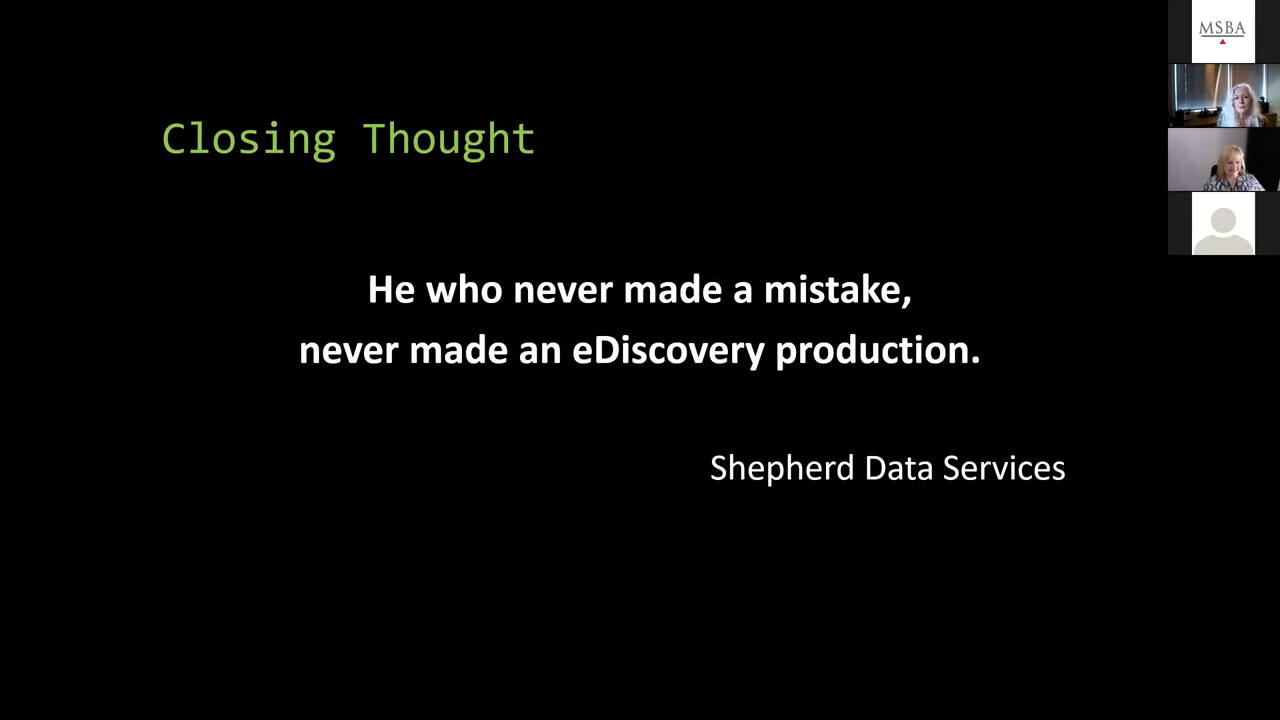 MSBA
Closing Thought
He who never made a mistake,
never made an eDiscovery production.
Shepherd Data Services